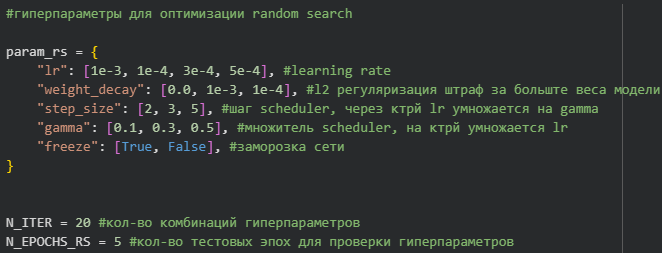 #гиперпараметры для оптимизации random search
param_rs = {
"lr": [1e-3, 1e-4, 3e-4, 5e-4], #learning rate
"weight_decay": [0.0, 1e-3, 1e-4], #l2 регуляризация штраф за больште веса модели
"step_size": [2, 3, 5], #шаг scheduler, через ктрй lr умножается на gamma
"gamma": [0.1, 0.3, 0.5], #множитель scheduler, на ктрй умножается lr
"freeze": [True, False], #заморозка сети
}
N_ITER = 20 #кол-во комбинаций гиперпараметров
N_EPOCHS_RS = 5 #кол-во тестовых эпох для проверки гиперпараметров